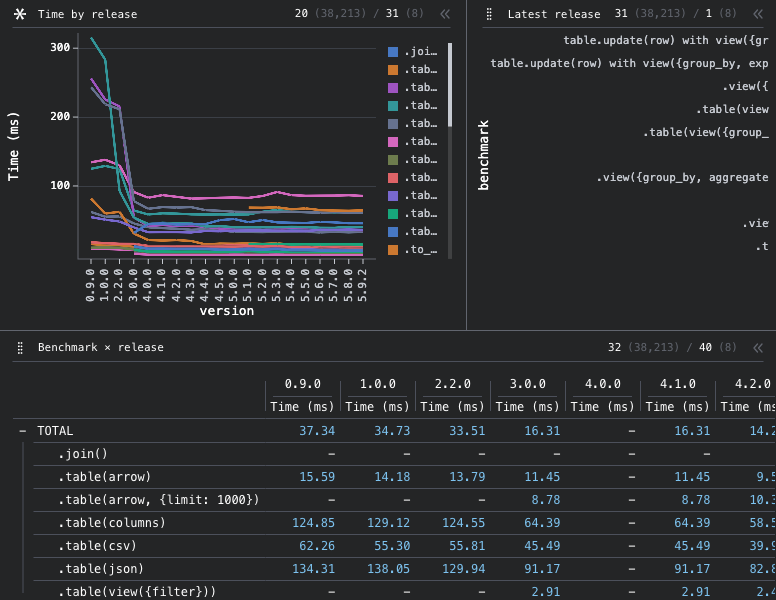 Time by release 20 (38,213) / 31 (8)
Latest release 31 (38,213) / 1 (8)
Time (ms)
300
200
100
0.9.0 1.0.0 2.2.0 3.0.0 4.0.1 4.1.0 4.2.0 4.3.0 4.4.0 4.5.0 5.0.0 5.1.0 5.2.0 5.3.0 5.4.0 5.5.0 5.6.0 5.7.0 5.8.0 5.9.2
version
.joi…
.tab…
.tab…
.tab…
.tab…
.tab…
.tab…
.tab…
.tab…
.tab…
.tab…
.to_…
benchmark
table.update(row) with view({gr
table.update(row) with view({group_by, exp
.view({
.table(view
.table(view({group_
.view({group_by, aggregate
.vie
.t
Benchmark × release 32 (38,213) / 40 (8)
0.9.0 1.0.0 2.2.0 3.0.0 4.0.0 4.1.0 4.2.0
Time (ms) Time (ms) Time (ms) Time (ms) Time (ms) Time (ms) Time (ms
– TOTAL 37.34 34.73 33.51 16.31 – 16.31 14.2
.join() – – – – – –
.table(arrow) 15.59 14.18 13.79 11.45 – 11.45 9.5
.table(arrow, {limit: 1000}) – – – 8.78 – 8.78 10.3
.table(columns) 124.85 129.12 124.55 64.39 – 64.39 58.5
.table(csv) 62.26 55.30 55.81 45.49 – 45.49 39.9
.table(json) 134.31 138.05 129.94 91.17 – 91.17 82.8
.table(view({filter})) – – – 2.91 – 2.91 2.4